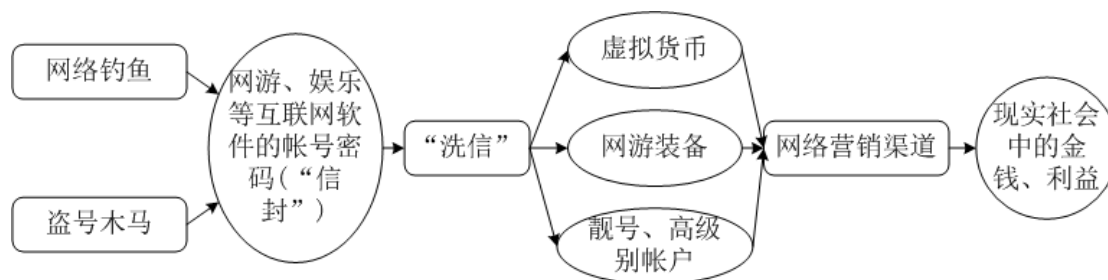 网络钓鱼
盗号木马
网游、娱乐
等互联网软
件的帐号密
码(“信
封”)
“洗信”
虚拟货币
网游装备
靓号、高级
别帐户
网络营销渠道
现实社会
中的金
钱、利益